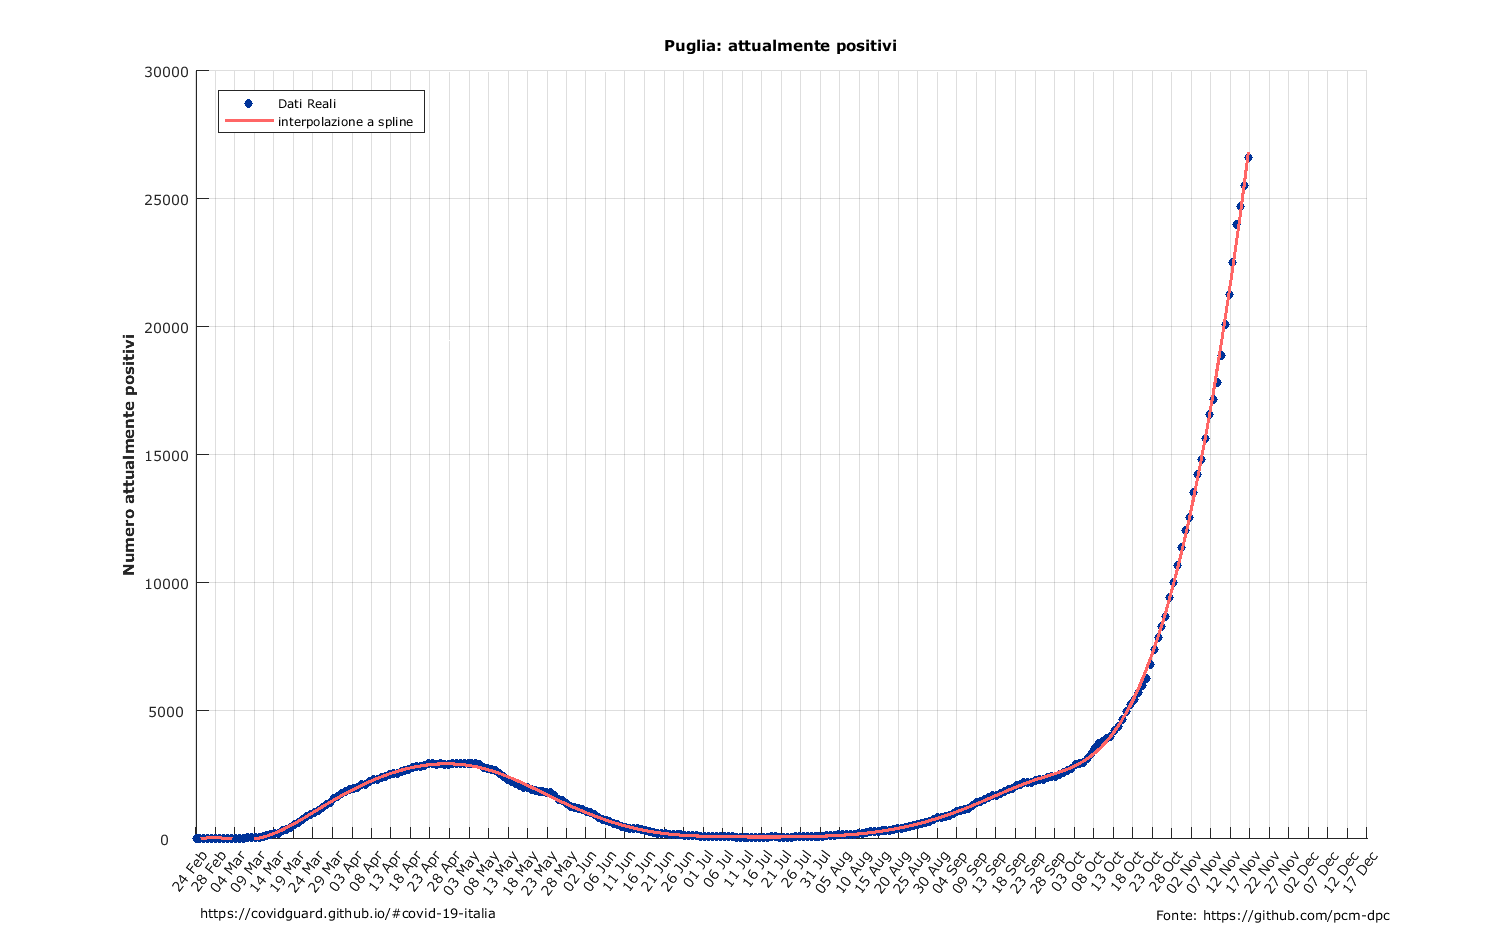 Puglia: attualmente positivi
30000
25000
20000
15000
10000
5000
0
Numero attualmente positivi
Dati Reali
interpolazione a spline
24 Feb
28 Feb
04 Mar
09 Mar
14 Mar
19 Mar
24 Mar
29 Mar
03 Apr
08 Apr
13 Apr
18 Apr
23 Apr
28 Apr
03 May
08 May
13 May
18 May
23 May
28 May
02 Jun
06 Jun
11 Jun
16 Jun
21 Jun
26 Jun
01 Jul
06 Jul
11 Jul
16 Jul
21 Jul
26 Jul
31 Jul
05 Aug
10 Aug
15 Aug
20 Aug
25 Aug
30 Aug
04 Sep
09 Sep
13 Sep
18 Sep
23 Sep
28 Sep
03 Oct
08 Oct
13 Oct
18 Oct
23 Oct
28 Oct
02 Nov
07 Nov
12 Nov
17 Nov
22 Nov
27 Nov
02 Dec
07 Dec
12 Dec
17 Dec
https://covidguard.github.io/#covid-19-italia
Fonte: https://github.com/pcm-dpc